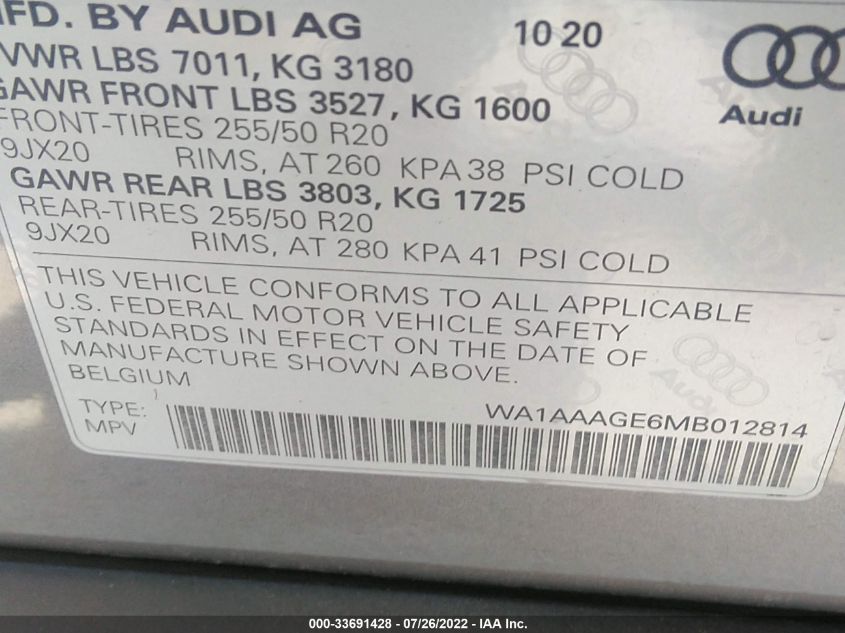 MFD. BY AUDI AG 10 20
GVWR LBS 7011, KG 3180
Audi
GAWR FRONT LBS 3527, KG 1600
FRONT-TIRES 255/50 R20
9JX20 RIMS, AT 260 KPA 38 PSI COLD
GAWR REAR LBS 3803, KG 1725
REAR-TIRES 255/50 R20
9JX20 RIMS, AT 280 KPA 41 PSI COLD
THIS VEHICLE CONFORMS TO ALL APPLICABLE
U.S. FEDERAL MOTOR VEHICLE SAFETY
STANDARDS IN EFFECT ON THE DATE OF
MANUFACTURE SHOWN ABOVE.
BELGIUM
Audi
TYPE: WA1AAAGE6MB012814
MPV
000-33691428 - 07/26/2022 - IAA Inc.